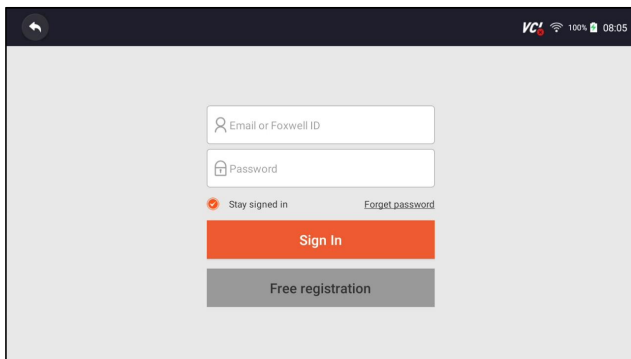 VCI 100% 08:05
Email or Foxwell ID
Password
Stay signed in Forget password
Sign In
Free registration